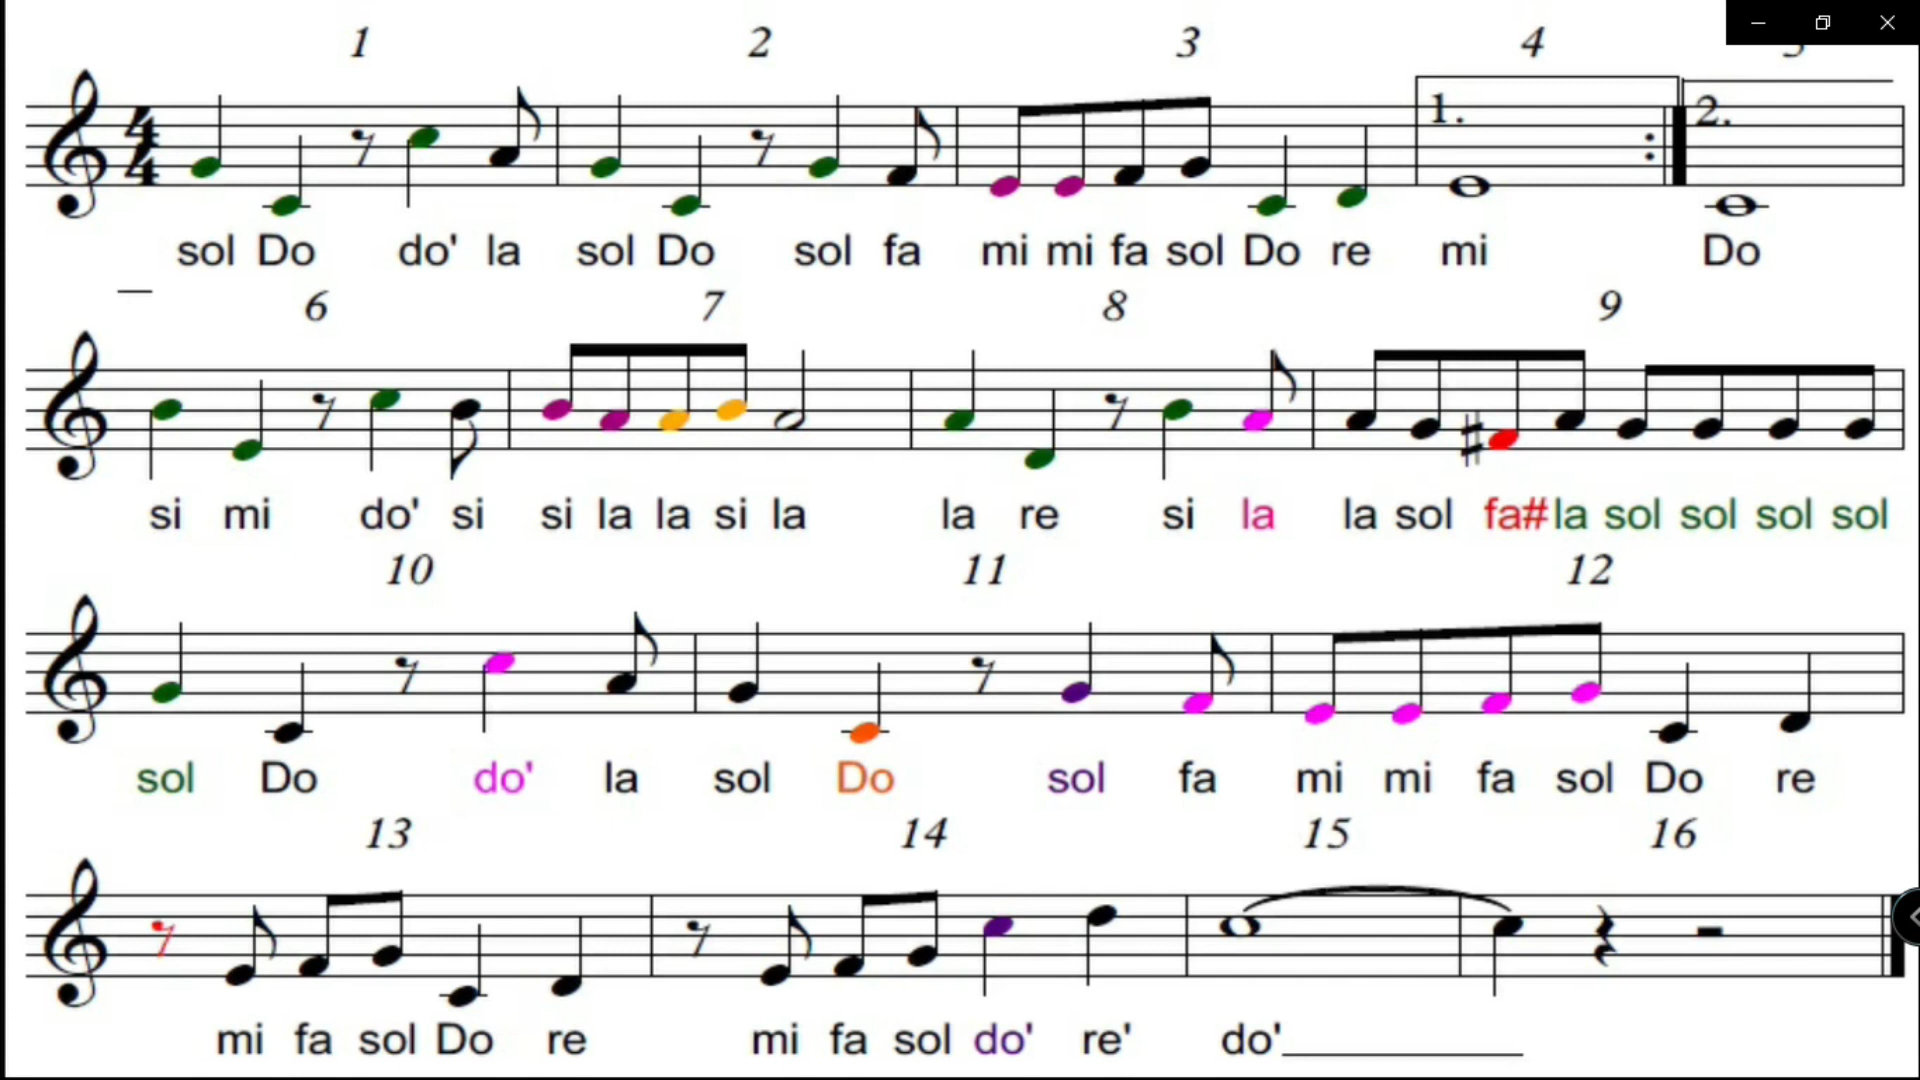 1 2 3 4
4 4 1. 2.
sol Do do' la sol Do sol fa mi mi fa sol Do re mi Do
6 7 8 9
si mi do' si si la la si la la re si la la sol fa# la sol sol sol sol
10 11 12
sol Do do' la sol Do sol fa mi mi fa sol Do re
13 14 15 16
mi fa sol Do re mi fa sol do' re' do'__________